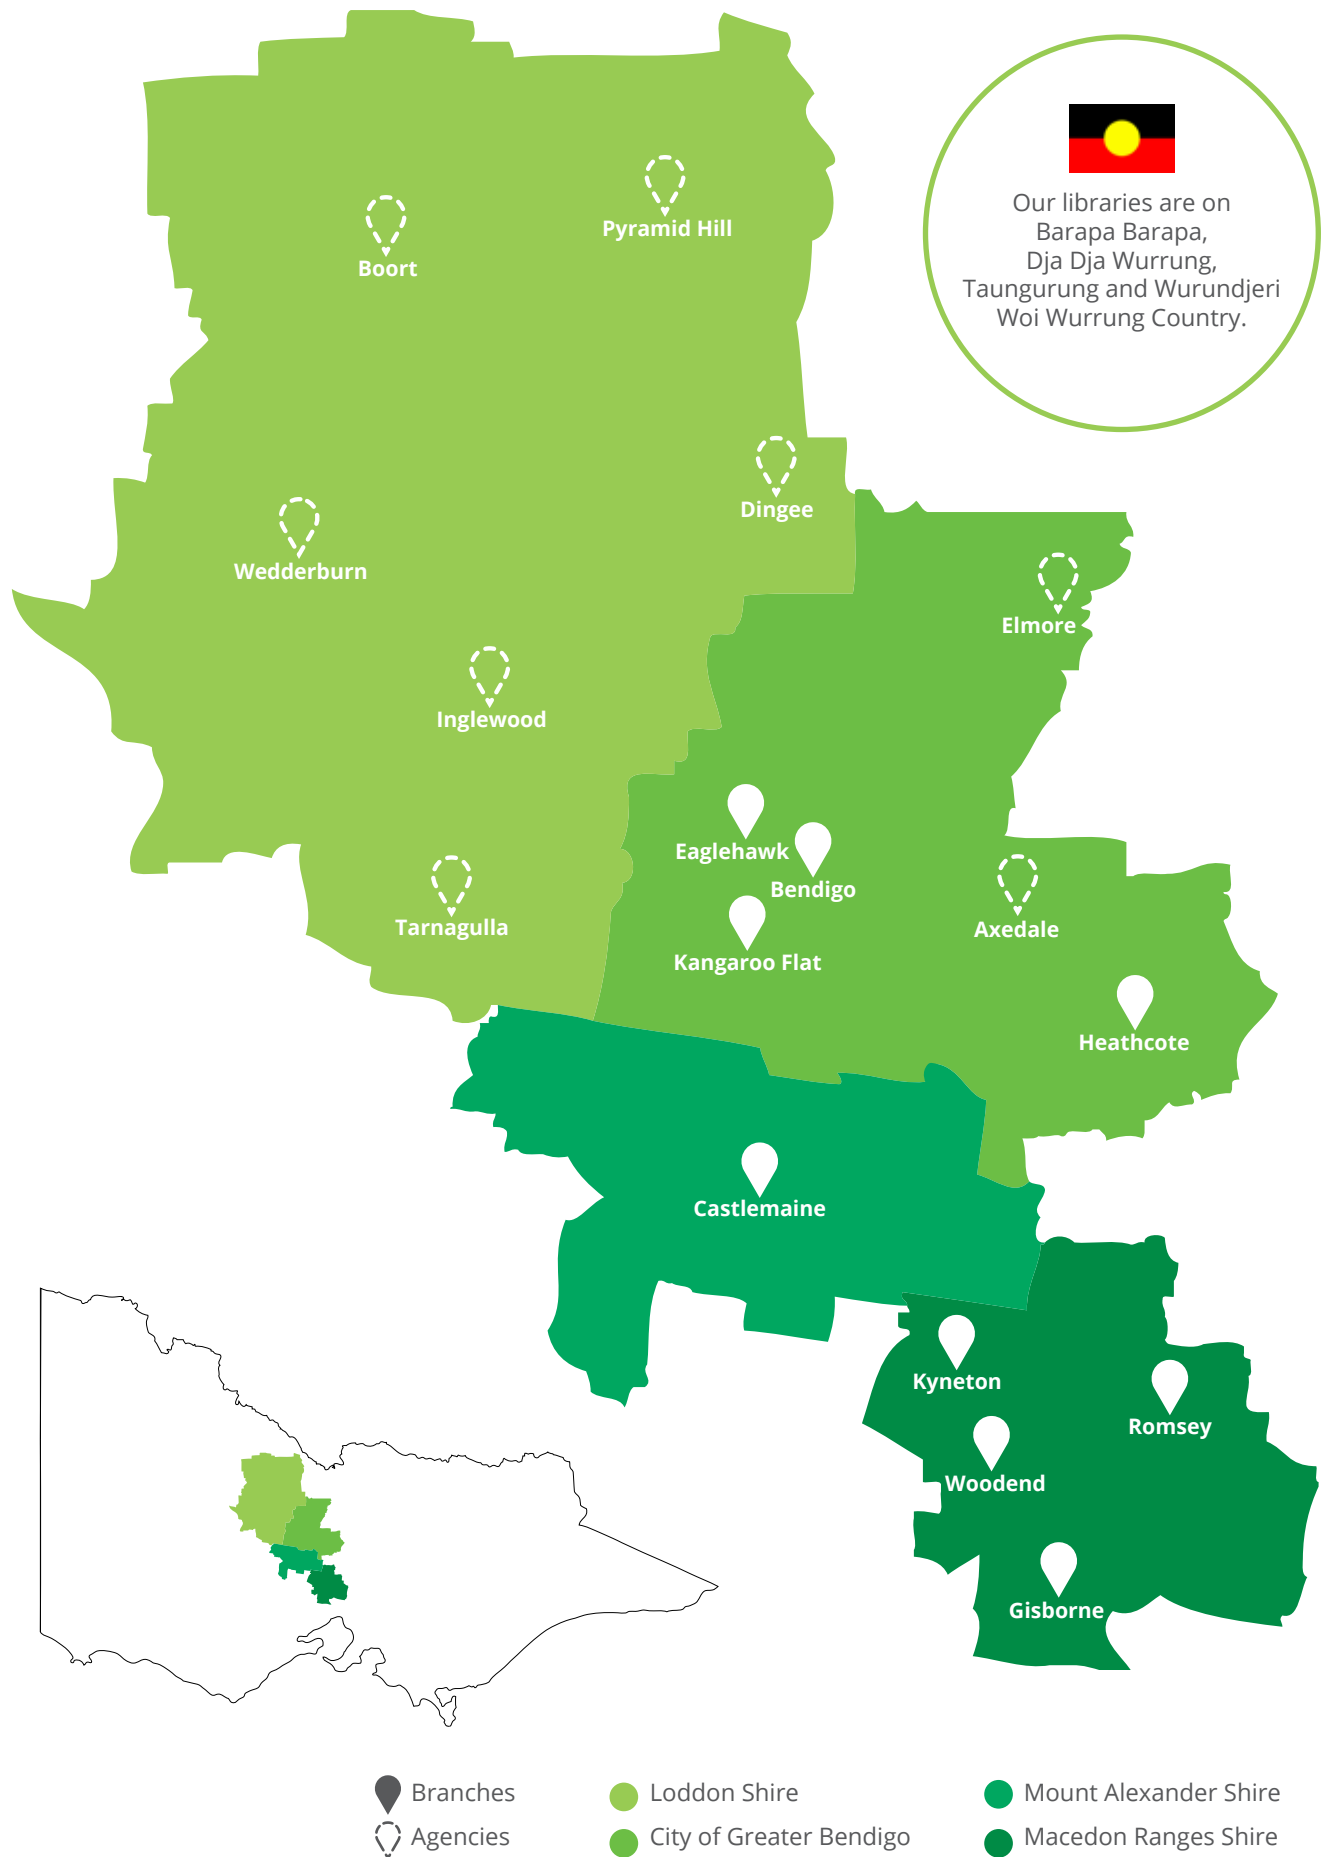 Our libraries are on
Barapa Barapa,
Dja Dja Wurrung,
Taungurung and Wurundjeri
Woi Wurrung Country.
Pyramid Hill
Boort
Dingee
Wedderburn
Elmore
Inglewood
Eaglehawk
Bendigo
Tarnagulla
Axedale
Kangaroo Flat
Heathcote
Castlemaine
Kyneton
Romsey
Woodend
Gisborne
Branches
Agencies
Loddon Shire
City of Greater Bendigo
Mount Alexander Shire
Macedon Ranges Shire